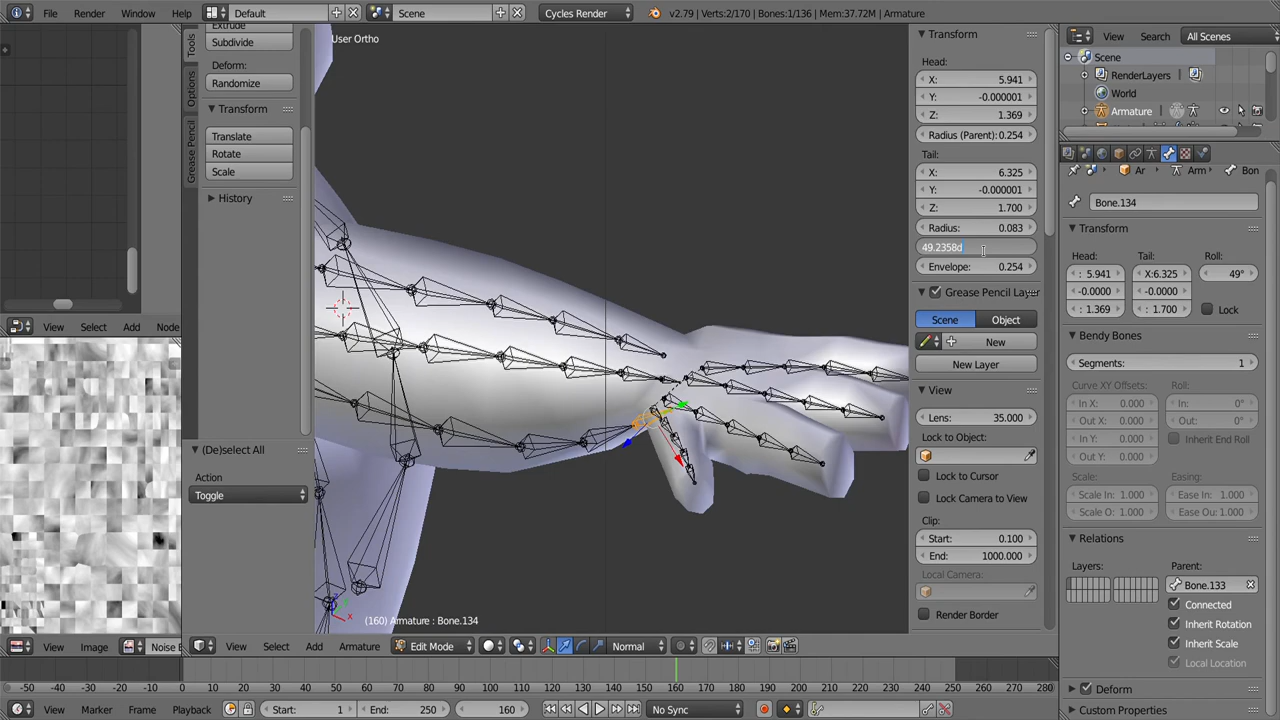 File Render Window Help Default Scene Cycles Render v2.79 | Verts:2/170 | Bones:1/136 | Mem:37.72M | Armature
Extrude
Subdivide
Deform:
Randomize
Transform
Translate
Rotate
Scale
History
Tools
Options
Grease Pencil
(De)select All
Action
Toggle
User Ortho
(160) Armature : Bone.134
Transform
Head:
X: 5.941
Y: -0.000001
Z: 1.369
Radius (Parent): 0.254
Tail:
X: 6.325
Y: -0.000001
Z: 1.700
Radius: 0.083
49.2358d
Envelope: 0.254
Grease Pencil Layer
Scene Object
New
New Layer
View
Lens: 35.000
Lock to Object:
Lock to Cursor
Lock Camera to View
Clip:
Start: 0.100
End: 1000.000
Local Camera:
Render Border
View Search All Scenes
Scene
RenderLayers
World
Armature
Ar Arm Bon
Bone.134
Transform
Head: Tail: Roll:
: 5.941 X:6.325 49°
-0.0000 -0.0000
: 1.369 : 1.700 Lock
Bendy Bones
Segments: 1
Curve XY Offsets: Roll:
In X: 0.000 In: 0°
Out X: 0.000 Out: 0°
In Y: 0.000 Inherit End Roll
Out Y: 0.000
Scale: Easing:
Scale In: 1.000 Ease In: 1.000
Scale O: 1.000 Ease Ou: 1.000
Relations
Layers: Parent:
Bone.133
Connected
Inherit Rotation
Inherit Scale
Local Location
Deform
Custom Properties
View Select Add Node
View Image Noise B
View Select Add Armature Edit Mode Normal
-50 -40 -30 -20 -10 0 10 20 30 40 50 60 70 80 90 100 110 120 130 140 150 160 170 180 190 200 210 220 230 240 250 260 270 280
View Marker Frame Playback Start: 1 End: 250 160 No Sync